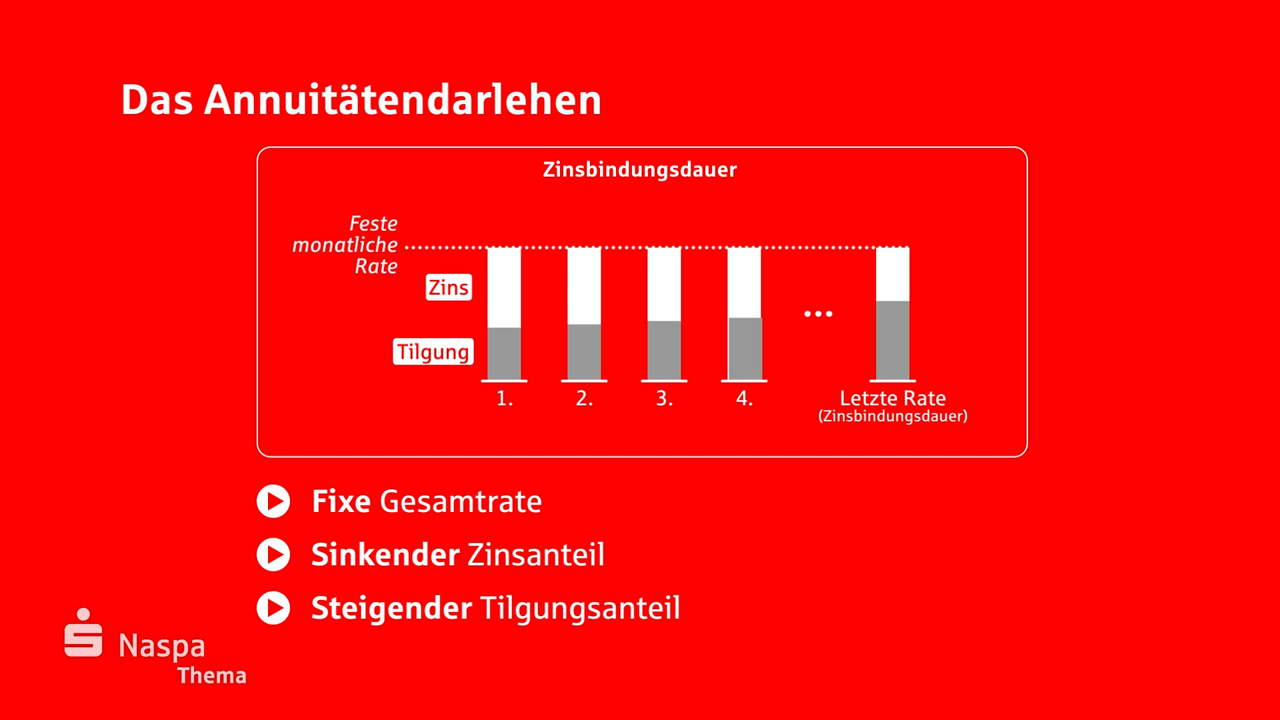 Das Annuitätendarlehen
Zinsbindungsdauer
Feste
monatliche
Rate
Zins
Tilgung
1.
2.
3.
4.
...
Letzte Rate
(Zinsbindungsdauer)
Fixe Gesamtrate
Sinkender Zinsanteil
Steigender Tilgungsanteil
Naspa
Thema